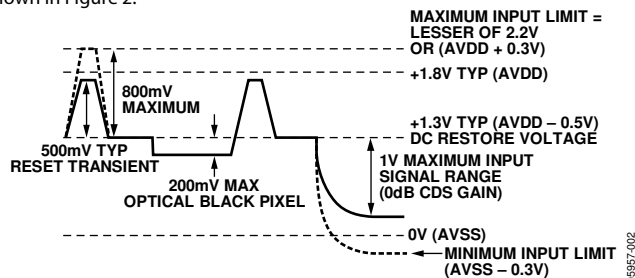 shown in Figure 2.
MAXIMUM INPUT LIMIT =
LESSER OF 2.2V
OR (AVDD + 0.3V)
+1.8V TYP (AVDD)
800mV
MAXIMUM
+1.3V TYP (AVDD – 0.5V)
DC RESTORE VOLTAGE
500mV TYP
RESET TRANSIENT
200mV MAX
OPTICAL BLACK PIXEL
1V MAXIMUM INPUT
SIGNAL RANGE
(0dB CDS GAIN)
0V (AVSS)
MINIMUM INPUT LIMIT
(AVSS – 0.3V)
5957-002